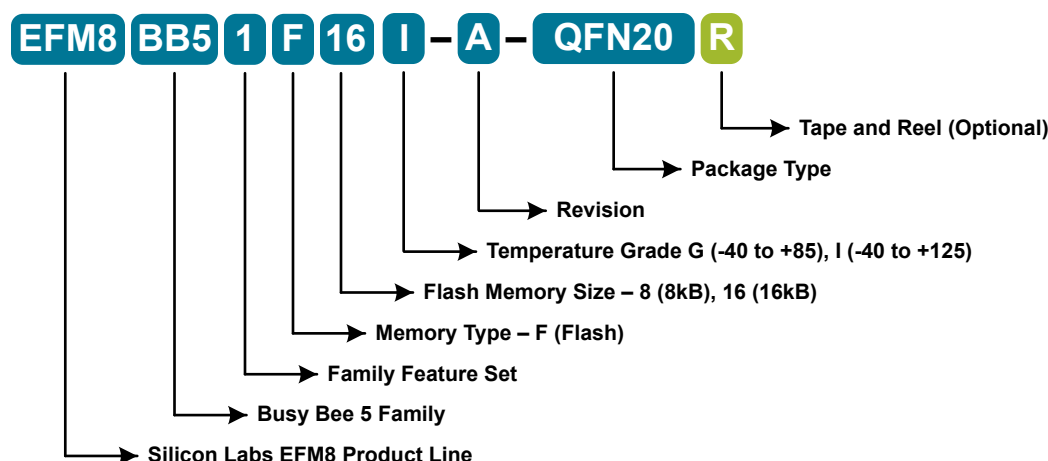 EFM8 BB5 1 F 16 I – A – QFN20 R
Tape and Reel (Optional)
Package Type
Revision
Temperature Grade G (-40 to +85), I (-40 to +125)
Flash Memory Size – 8 (8kB), 16 (16kB)
Memory Type – F (Flash)
Family Feature Set
Busy Bee 5 Family
Silicon Labs EFM8 Product Line